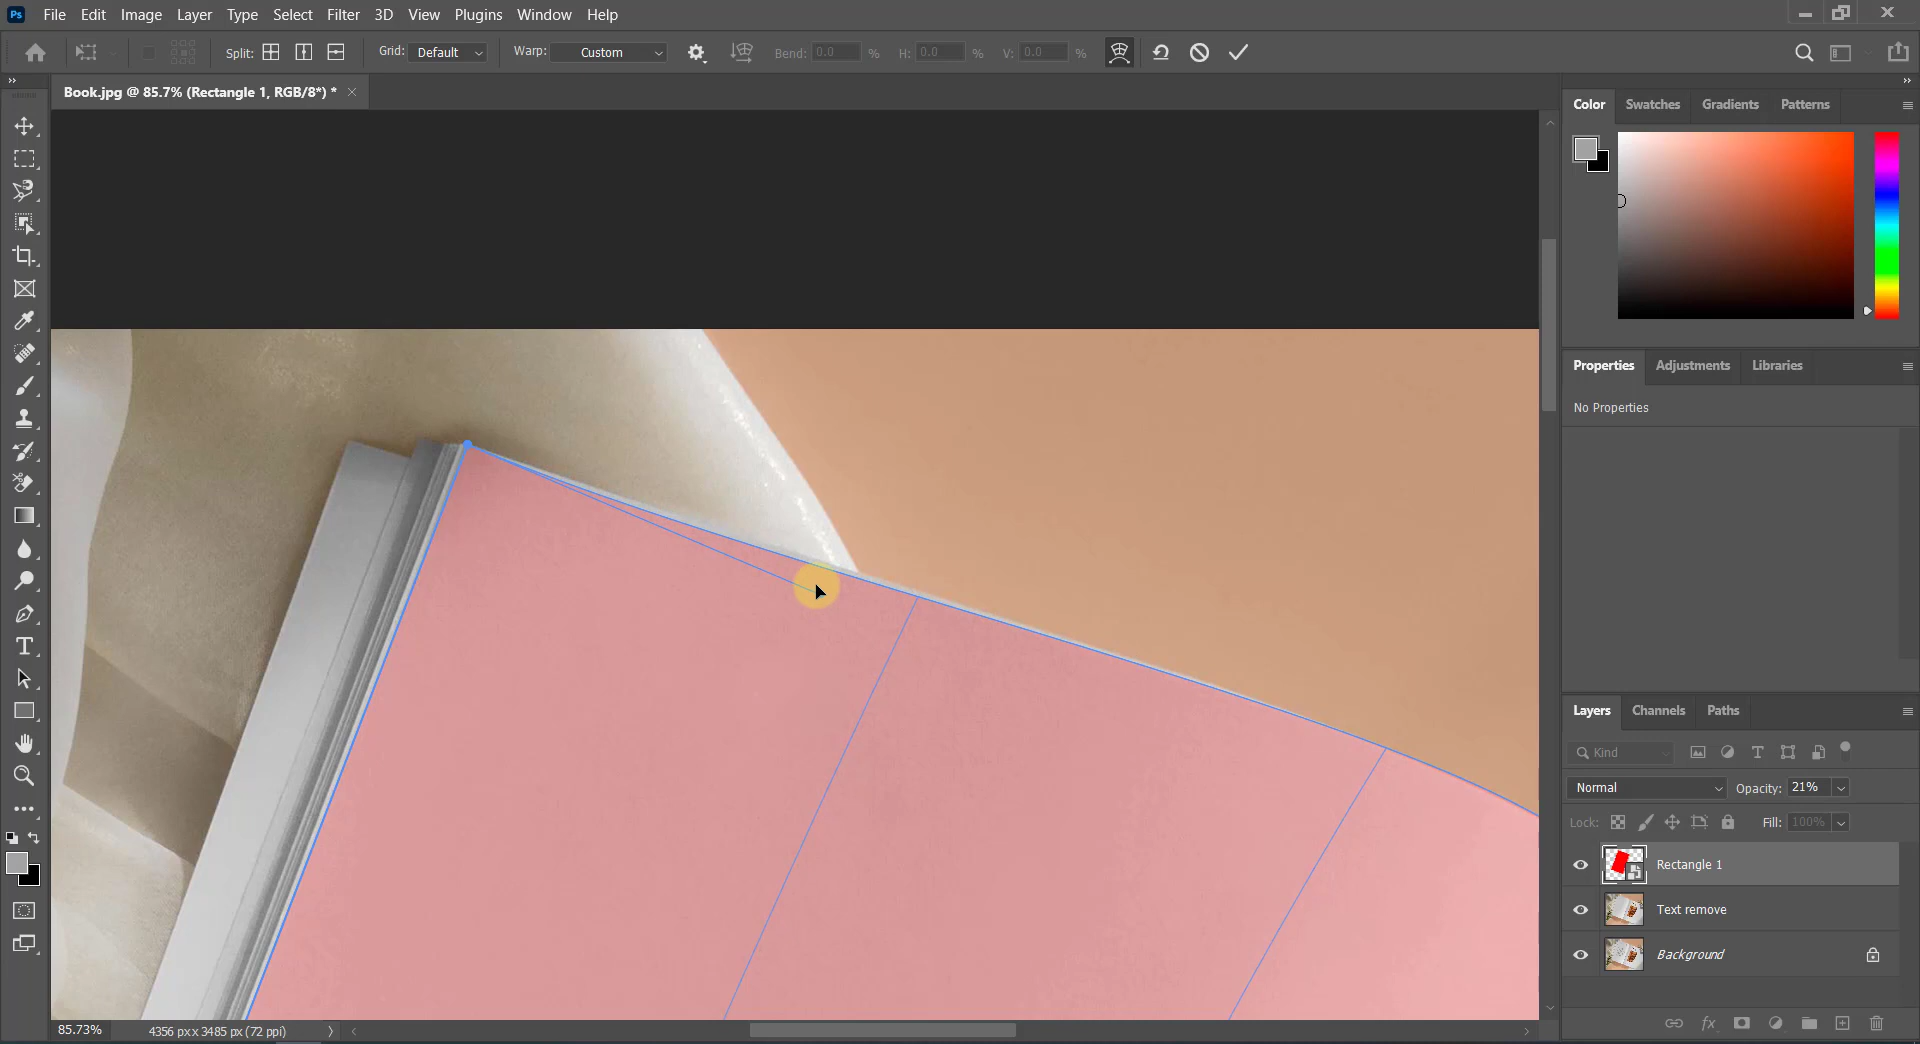 Ps File Edit Image Layer Type Select Filter 3D View Plugins Window Help
Split: Grid: Default Warp: Custom Bend: 0.0 % H: 0.0 % V: 0.0 %
Book.jpg @ 85.7% (Rectangle 1, RGB/8*) *
Color Swatches Gradients Patterns
Properties Adjustments Libraries
No Properties
Layers Channels Paths
Kind
Normal Opacity: 21%
Lock: Fill: 100%
Rectangle 1
Text remove
Background
fx
85.73% 4356 px x 3485 px (72 ppi)